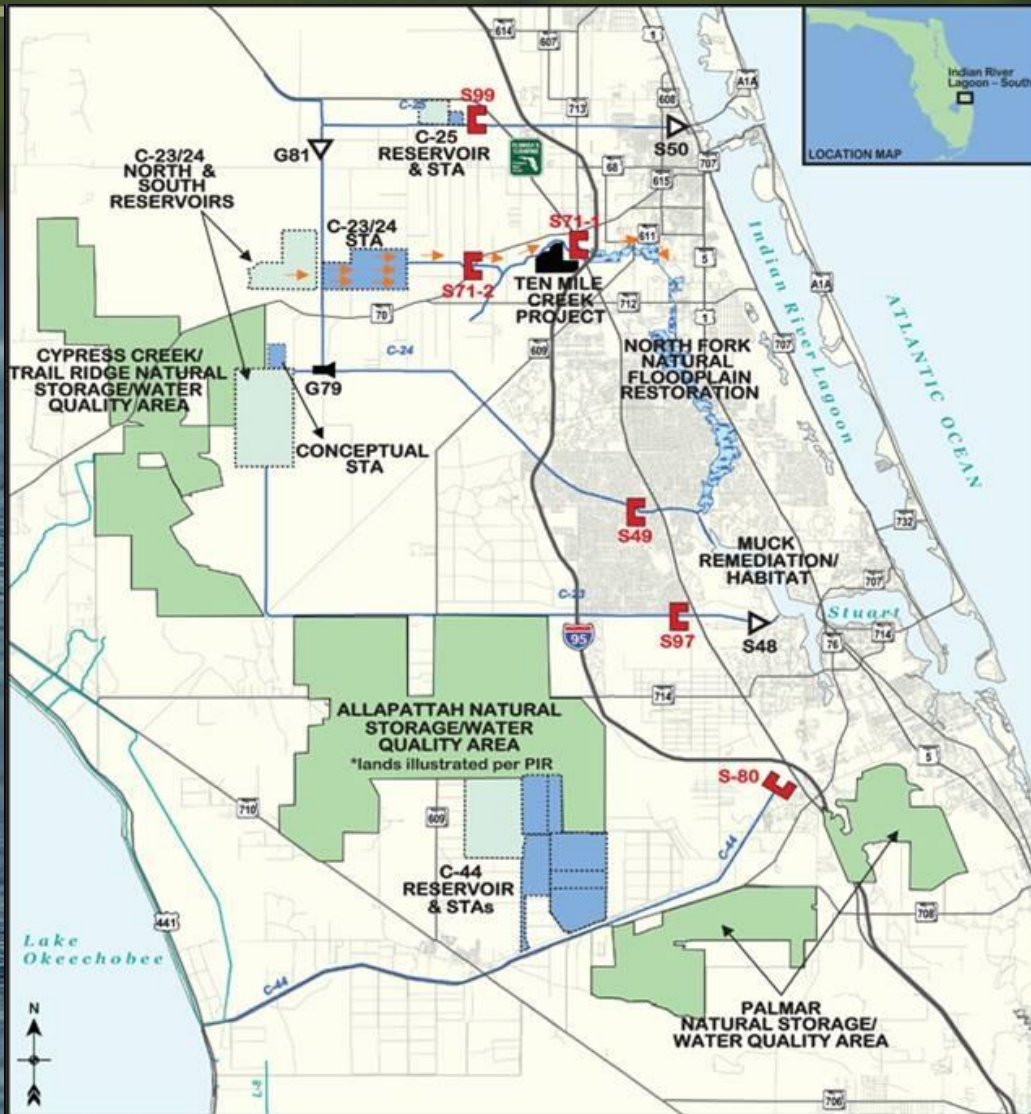 614
607
1
A1A
Indian River
Lagoon – South
LOCATION MAP
S99
C-25
713
608
G81
C-25
RESERVOIR
& STA
S50
707
68
615
C-23/24
NORTH &
SOUTH
RESERVOIRS
C-23/24
STA
S71-1
611
5
S71-2
TEN MILE
CREEK
PROJECT
A1A
Indian River Lagoon
ATLANTIC OCEAN
70
712
1
C-24
609
707
CYPRESS CREEK/
TRAIL RIDGE NATURAL
STORAGE/WATER
QUALITY AREA
NORTH FORK
NATURAL
FLOODPLAIN
RESTORATION
G79
CONCEPTUAL
STA
S49
732
MUCK
REMEDIATION/
HABITAT
707
C-23
Stuart
95
S97
S48
76
714
714
ALLAPATTAH NATURAL
STORAGE/WATER
QUALITY AREA
*lands illustrated per PIR
5
S-80
710
609
C-44
C-44
RESERVOIR
& STAs
441
708
Lake
Okeechobee
C-44
PALMAR
NATURAL STORAGE/
WATER QUALITY AREA
N
L-8
706